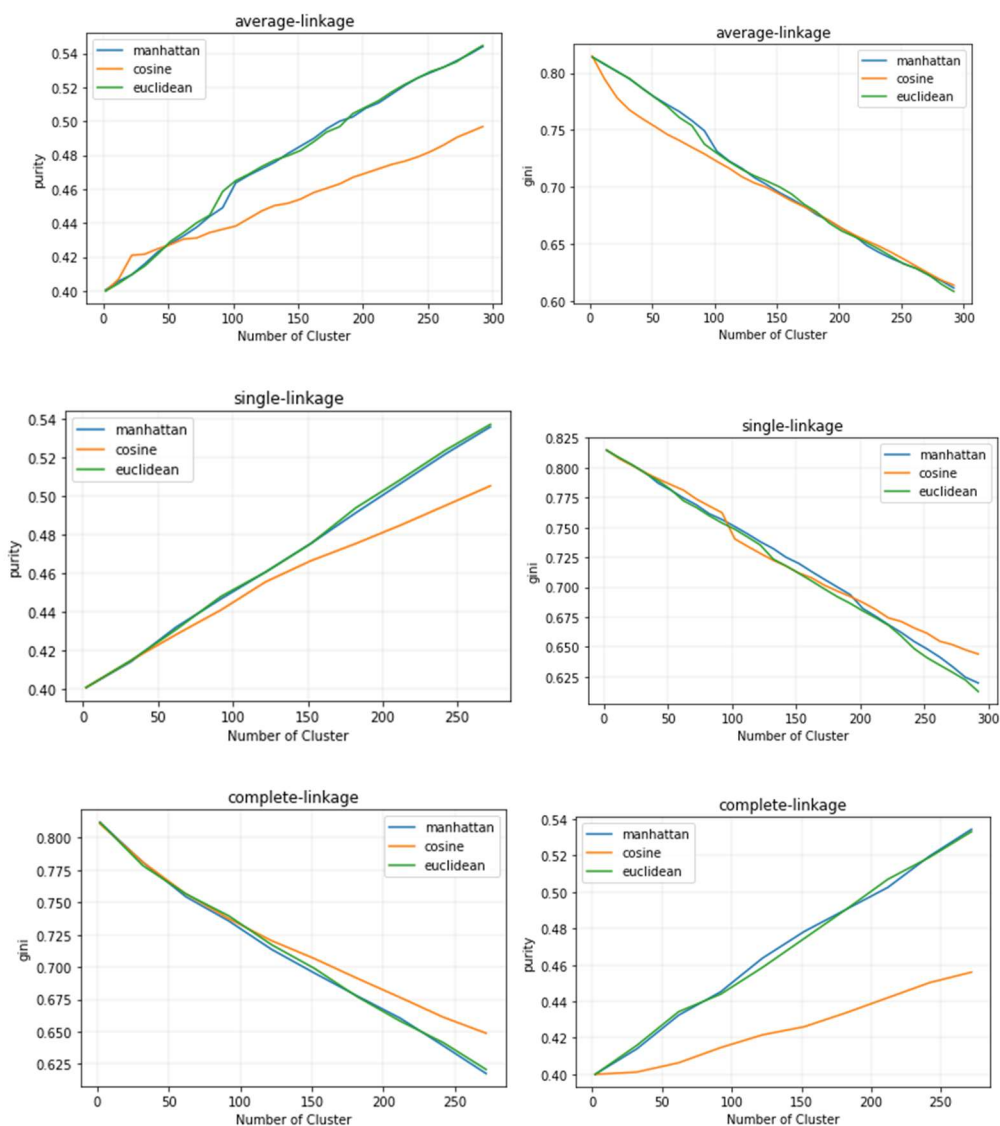 average-linkage
manhattan
cosine
euclidean
0.54
0.52
0.50
0.48
0.46
0.44
0.42
0.40
purity
0
50
100
150
200
250
300
Number of Cluster
average-linkage
manhattan
cosine
euclidean
0.80
0.75
0.70
0.65
0.60
gini
0
50
100
150
200
250
300
Number of Cluster
single-linkage
manhattan
cosine
euclidean
0.54
0.52
0.50
0.48
0.46
0.44
0.42
0.40
purity
0
50
100
150
200
250
Number of Cluster
single-linkage
manhattan
cosine
euclidean
0.825
0.800
0.775
0.750
0.725
0.700
0.675
0.650
0.625
gini
0
50
100
150
200
250
300
Number of Cluster
complete-linkage
manhattan
cosine
euclidean
0.800
0.775
0.750
0.725
0.700
0.675
0.650
0.625
gini
0
50
100
150
200
250
Number of Cluster
complete-linkage
manhattan
cosine
euclidean
0.54
0.52
0.50
0.48
0.46
0.44
0.42
0.40
purity
0
50
100
150
200
250
Number of Cluster